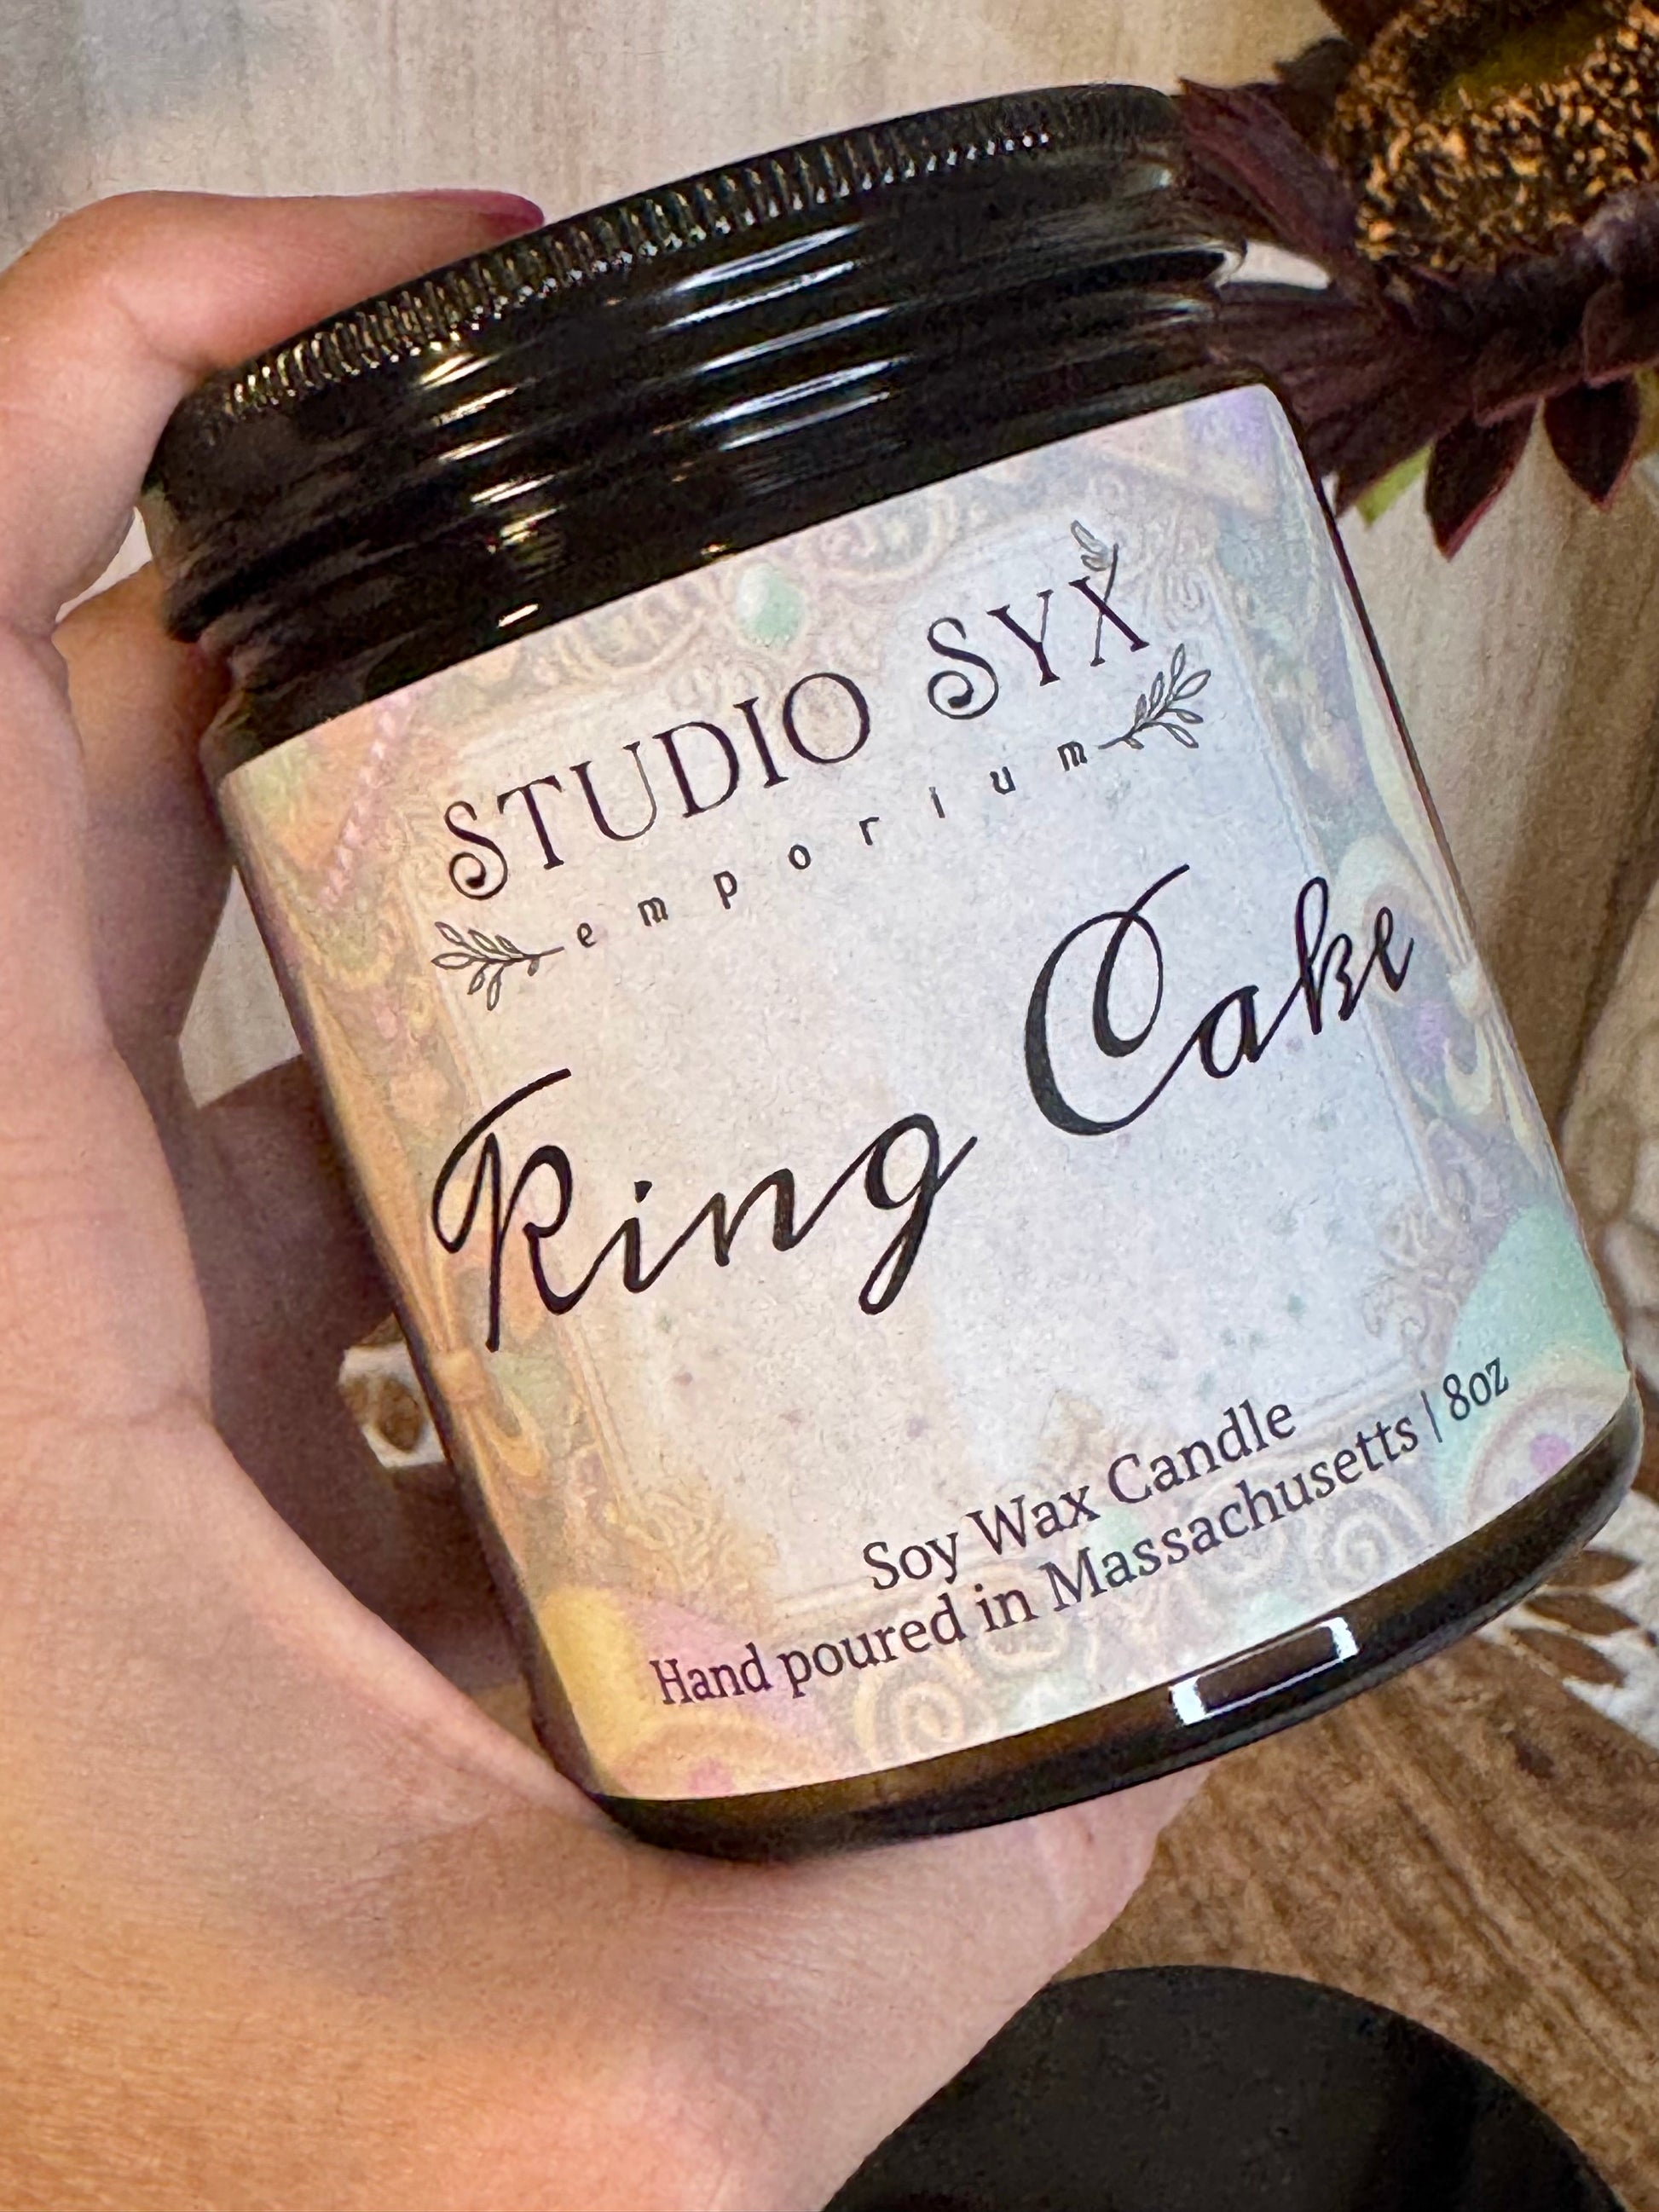 STUDIO SYX
emporium
King Cake
Soy Wax Candle
Hand poured in Massachusetts | 8oz